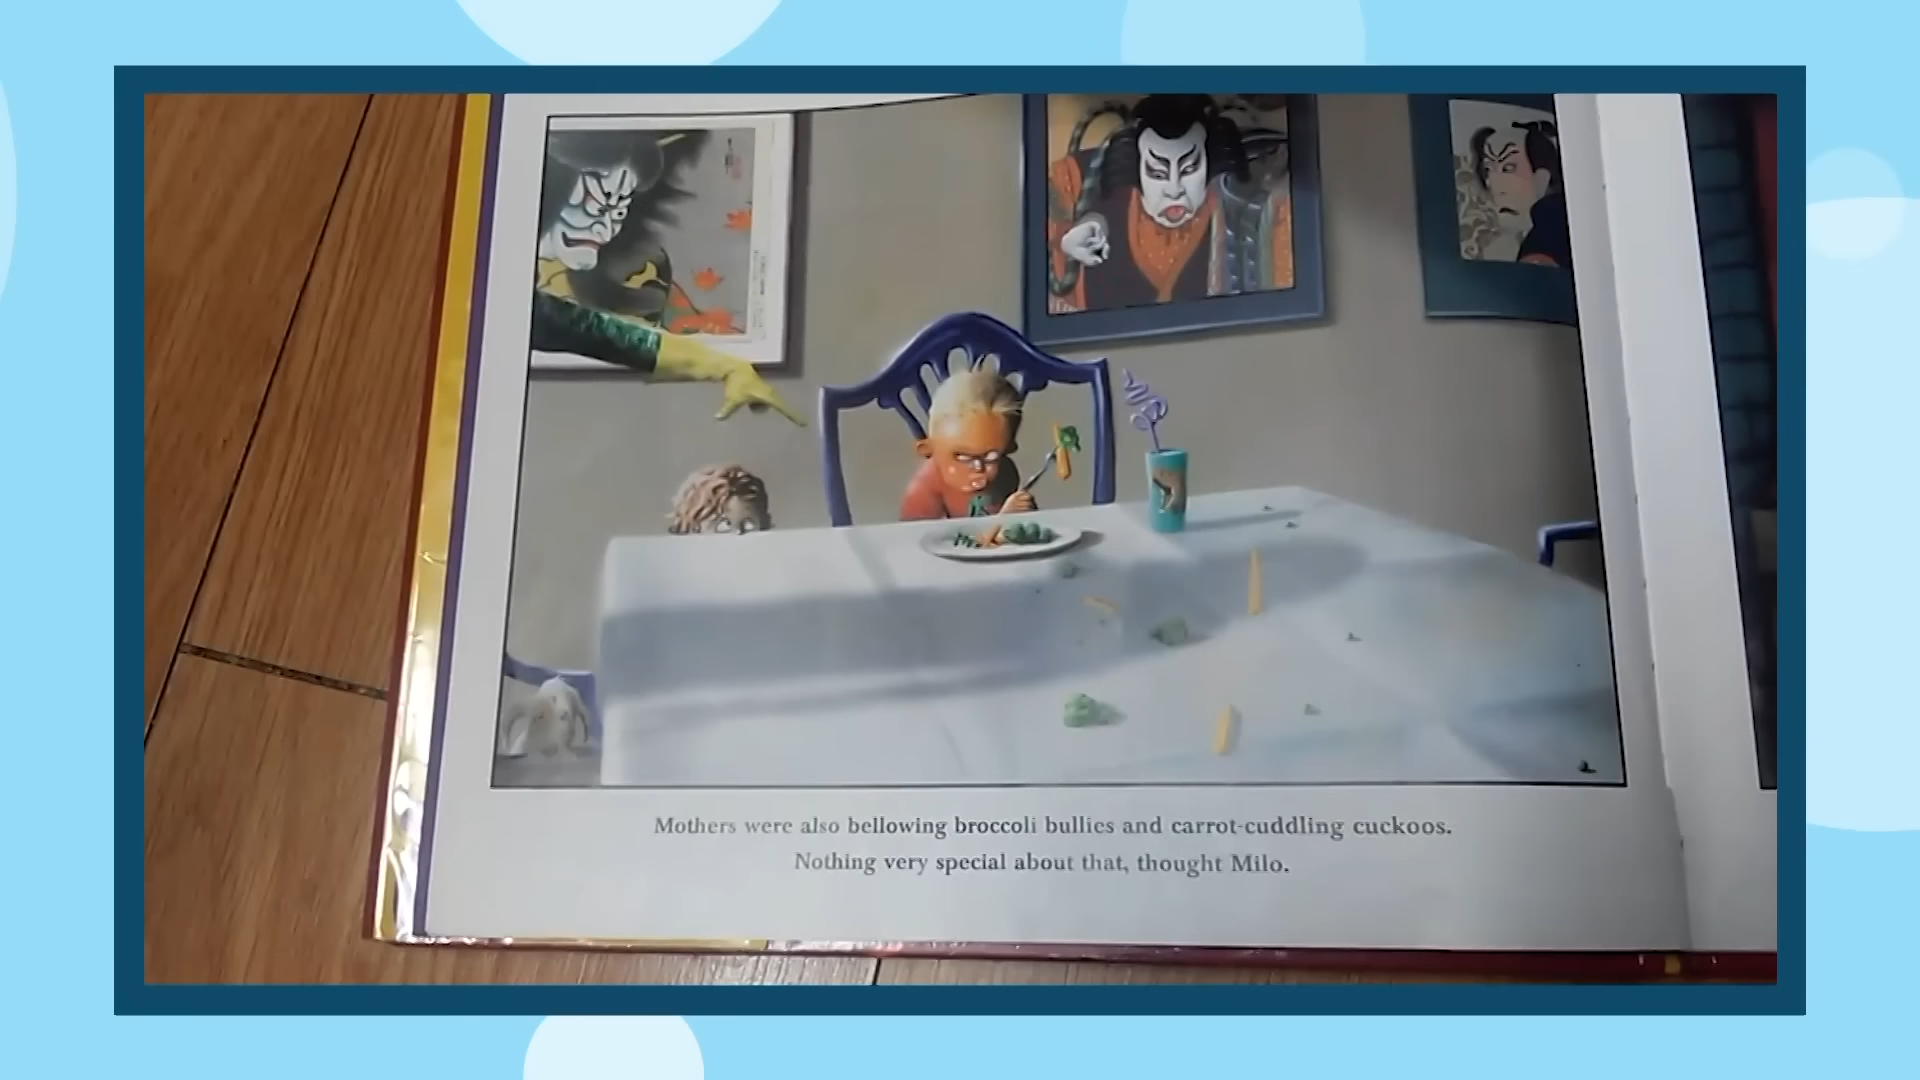 Mothers were also bellowing broccoli bullies and carrot-cuddling cuckoos.
Nothing very special about that, thought Milo.